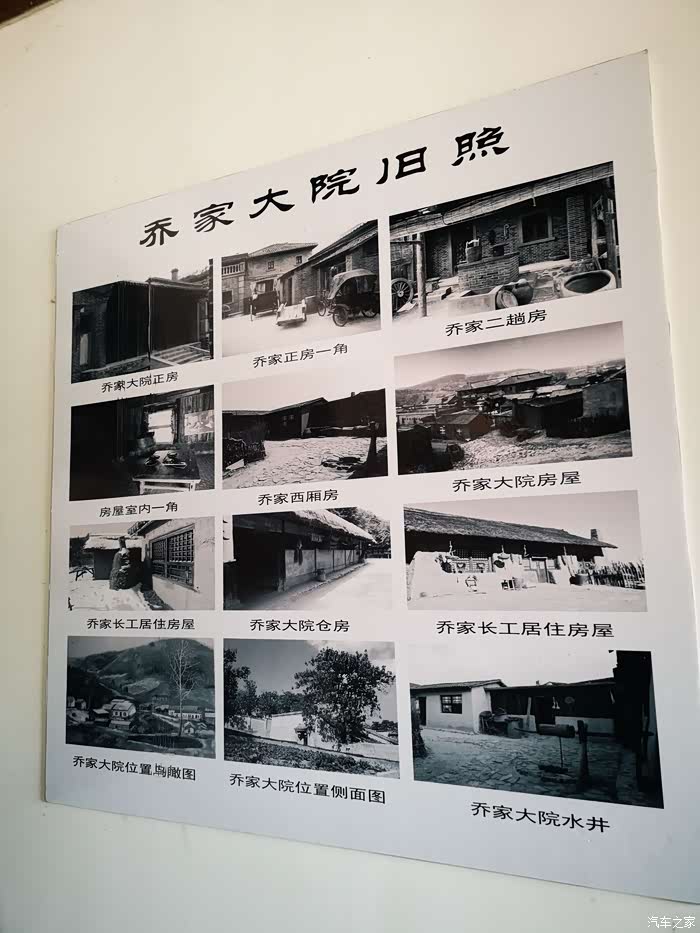 乔家大院旧照
乔家大院正房
乔家正房一角
乔家二趟房
房屋室内一角
乔家西厢房
乔家大院房屋
乔家长工居住房屋
乔家大院仓房
乔家长工居住房屋
乔家大院位置鸟瞰图
乔家大院位置侧面图
乔家大院水井
汽车之家